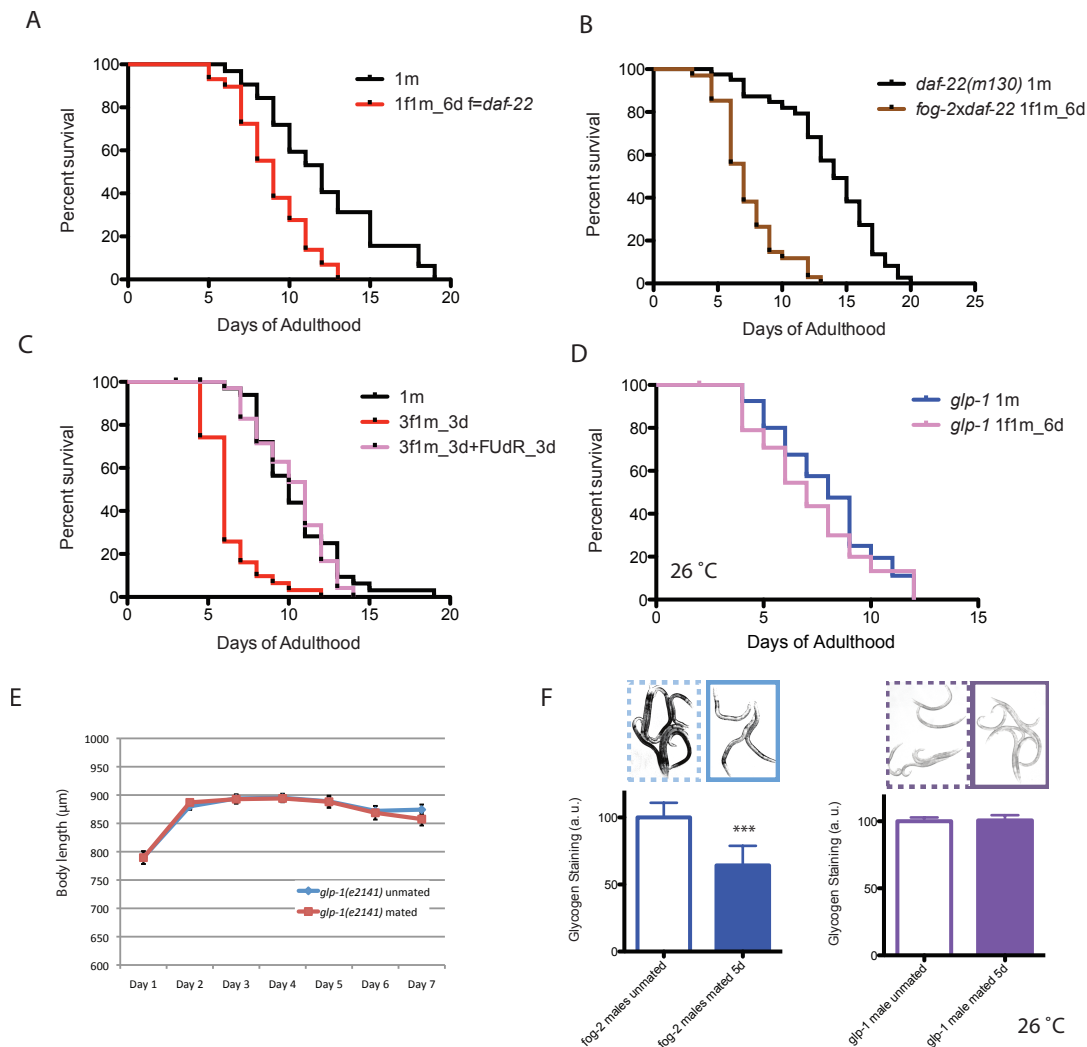 A
Percent survival
100
80
60
40
20
0
0 5 10 15 20
Days of Adulthood
1m
1f1m_6d f=daf-22
B
Percent survival
100
80
60
40
20
0
0 5 10 15 20 25
Days of Adulthood
daf-22(m130) 1m
fog-2xdaf-22 1f1m_6d
C
Percent survival
100
80
60
40
20
0
0 5 10 15 20
Days of Adulthood
1m
3f1m_3d
3f1m_3d+FUdR_3d
D
Percent survival
100
80
60
40
20
0
0 5 10 15
Days of Adulthood
glp-1 1m
glp-1 1f1m_6d
26 ˚C
E
Body length (µm)
1000
950
900
850
800
750
700
650
600
Day 1 Day 2 Day 3 Day 4 Day 5 Day 6 Day 7
glp-1(e2141) unmated
glp-1(e2141) mated
F
Glycogen Staining (a. u.)
100
50
0
***
fog-2 males unmated
fog-2 males mated 5d
Glycogen Staining (a. u.)
100
50
0
glp-1 male unmated
glp-1 male mated 5d
26 ˚C